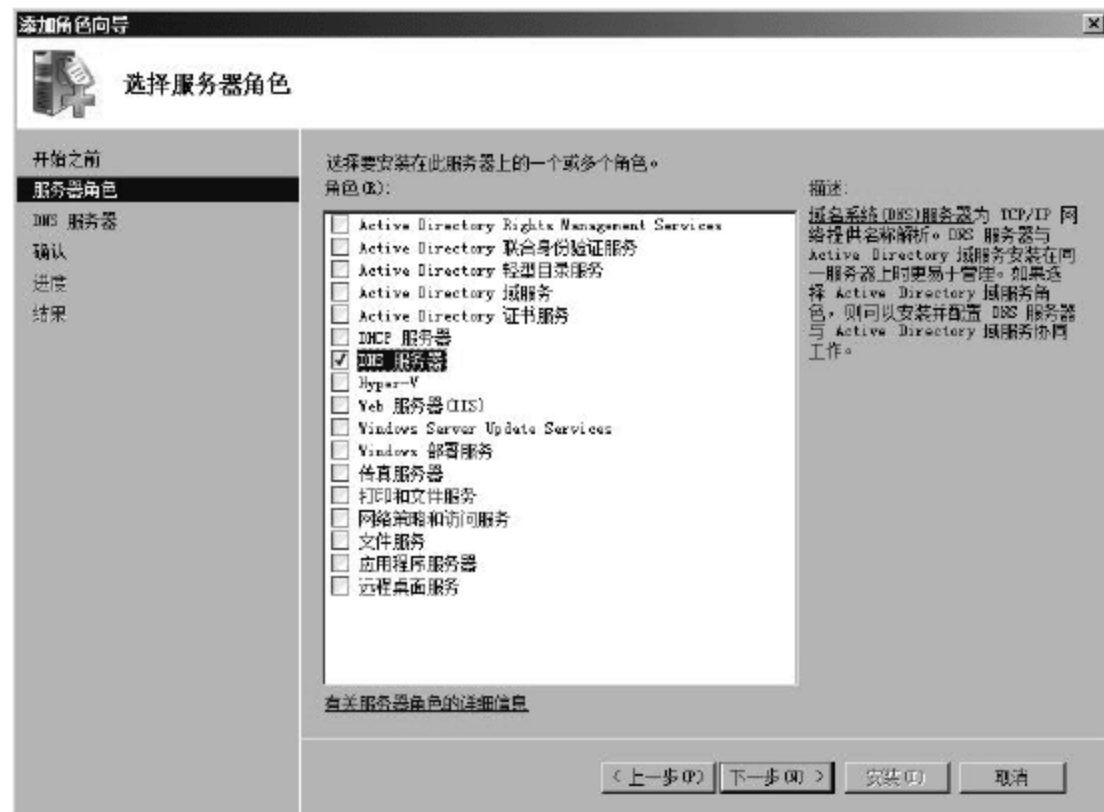 添加角色向导
选择服务器角色
开始之前
服务器角色
DNS 服务器
确认
进度
结果
选择要安装在此服务器上的一个或多个角色。
角色(R):
Active Directory Rights Management Services
Active Directory 联合身份验证服务
Active Directory 轻型目录服务
Active Directory 域服务
Active Directory 证书服务
DHCP 服务器
DNS 服务器
Hyper-V
Web 服务器(IIS)
Windows Server Update Services
Windows 部署服务
传真服务器
打印和文件服务
网络策略和访问服务
文件服务
应用程序服务器
远程桌面服务
有关服务器角色的详细信息
描述:
域名系统(DNS)服务器为 TCP/IP 网
络提供名称解析。DNS 服务器与
Active Directory 域服务安装在同
一服务器上时更易于管理。如果选
择 Active Directory 域服务角
色，则可以安装并配置 DNS 服务器
与 Active Directory 域服务协同
工作。
< 上一步(P)
下一步(N) >
安装(I)
取消